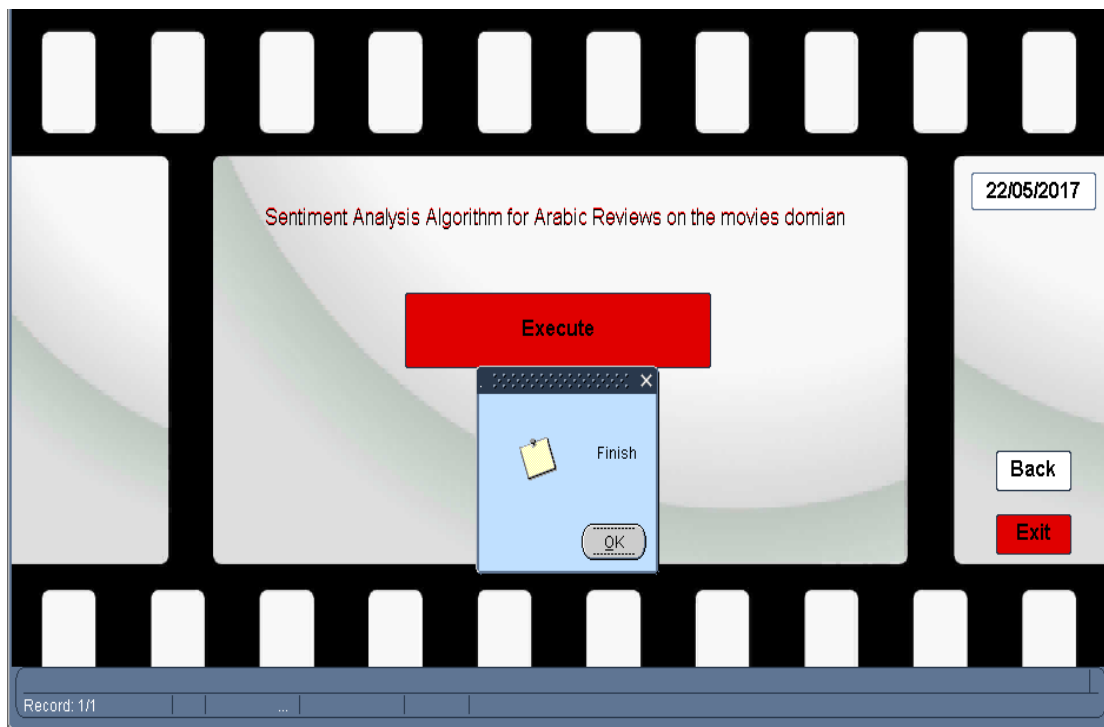 22/05/2017
Sentiment Analysis Algorithm for Arabic Reviews on the movies domian
Execute
Finish
OK
Back
Exit
Record: 1/1
...